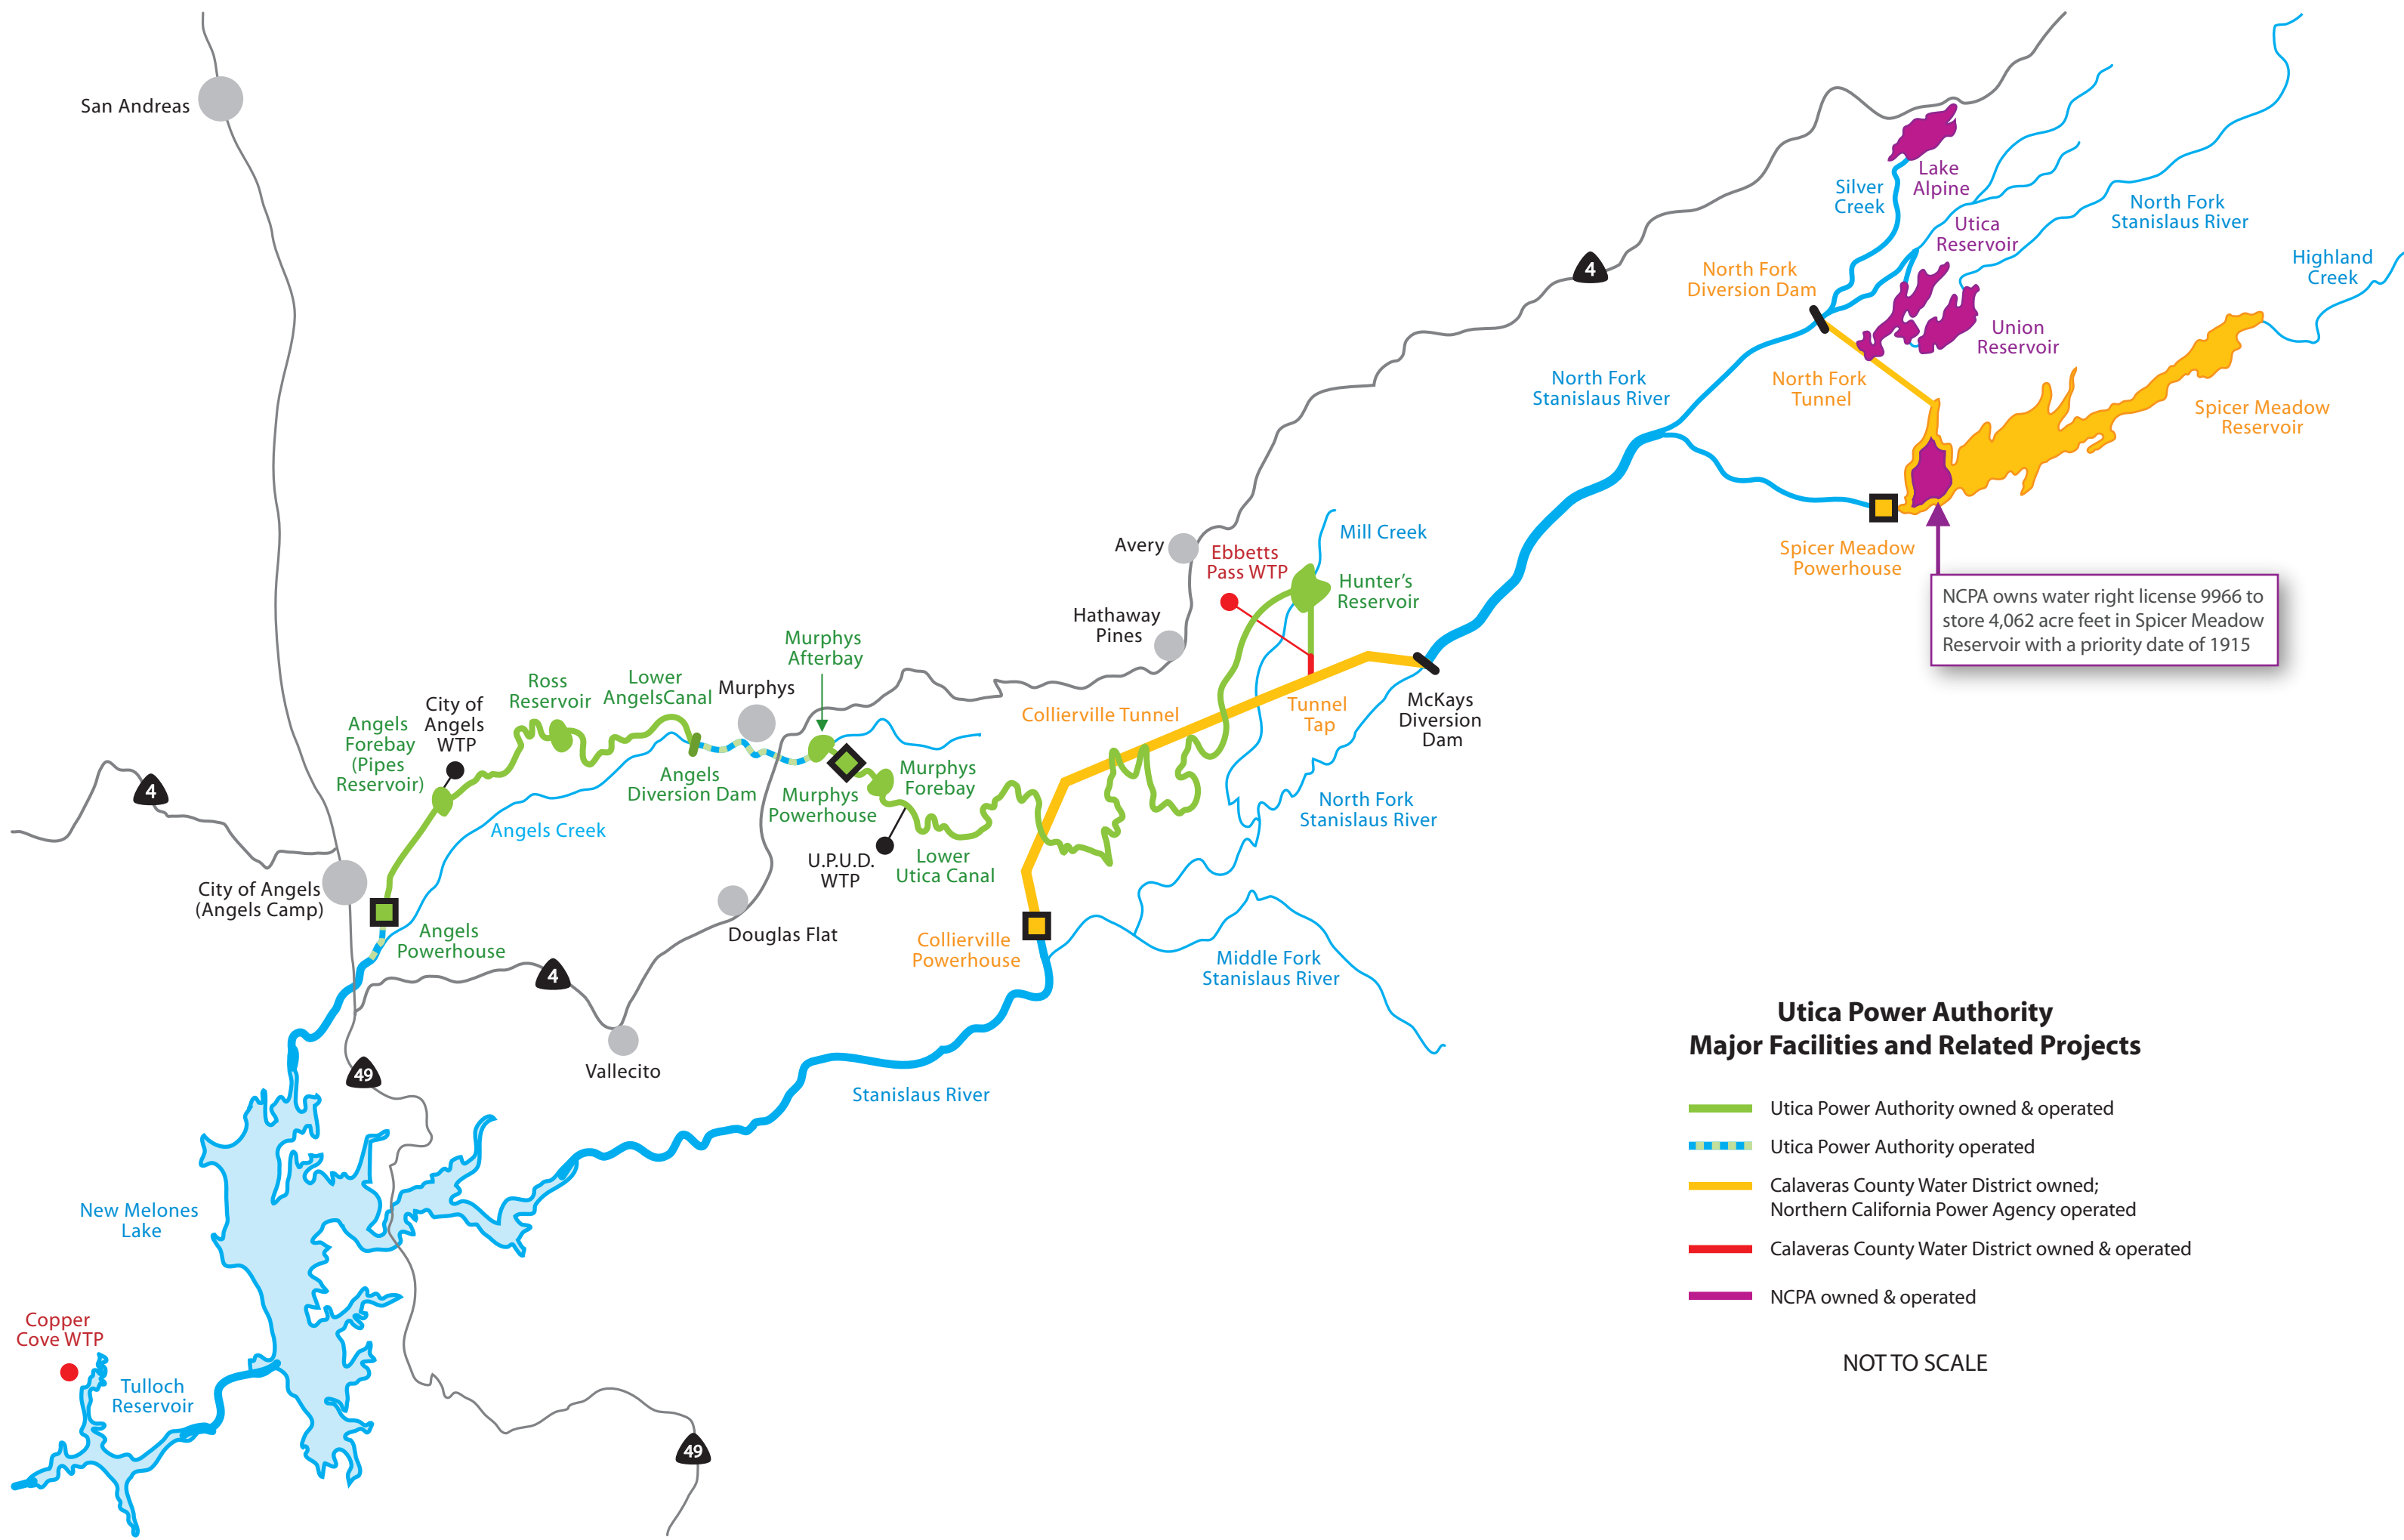 San Andreas
Lake
Alpine
Silver
Creek
North Fork
Stanislaus River
Utica
Reservoir
Highland
Creek
4
North Fork
Diversion Dam
Union
Reservoir
North Fork
Stanislaus River
North Fork
Tunnel
Spicer Meadow
Reservoir
Avery
Ebbetts
Pass WTP
Mill Creek
Hunter's
Reservoir
Spicer Meadow
Powerhouse
NCPA owns water right license 9966 to
store 4,062 acre feet in Spicer Meadow
Reservoir with a priority date of 1915
Hathaway
Pines
Murphys
Afterbay
Lower
AngelsCanal
Murphys
Ross
Reservoir
City of
Angels
WTP
Angels
Forebay
(Pipes
Reservoir)
Collierville Tunnel
Tunnel
Tap
McKays
Diversion
Dam
Angels
Diversion Dam
Murphys
Forebay
Murphys
Powerhouse
4
North Fork
Stanislaus River
Angels Creek
U.P.U.D.
WTP
Lower
Utica Canal
City of Angels
(Angels Camp)
Douglas Flat
Angels
Powerhouse
Collierville
Powerhouse
Middle Fork
Stanislaus River
4
49
Vallecito
Stanislaus River
New Melones
Lake
Copper
Cove WTP
Tulloch
Reservoir
49
Utica Power Authority
Major Facilities and Related Projects
Utica Power Authority owned & operated
Utica Power Authority operated
Calaveras County Water District owned;
Northern California Power Agency operated
Calaveras County Water District owned & operated
NCPA owned & operated
NOT TO SCALE